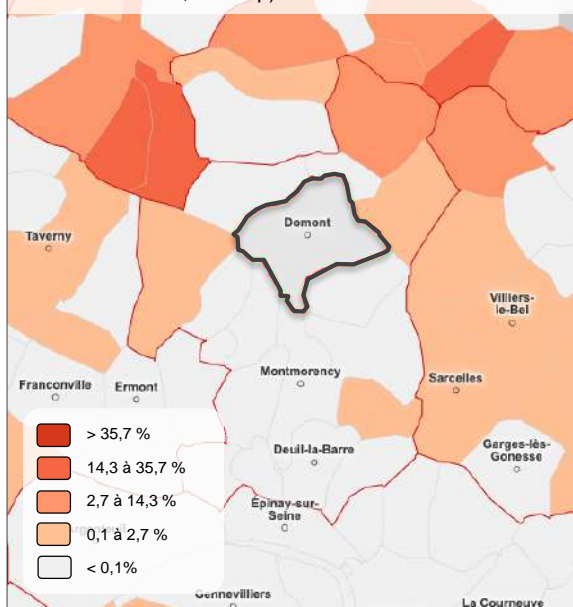 Domont
Taverny
Villiers-
le-Bel
Montmorency
Sarcelles
Franconville
Ermont
Deuil-la-Barre
Garges-lès-
Gonesse
Épinay-sur-
Seine
Argenteuil
Gennevilliers
La Courneuve
> 35,7 %
14,3 à 35,7 %
2,7 à 14,3 %
0,1 à 2,7 %
< 0,1%